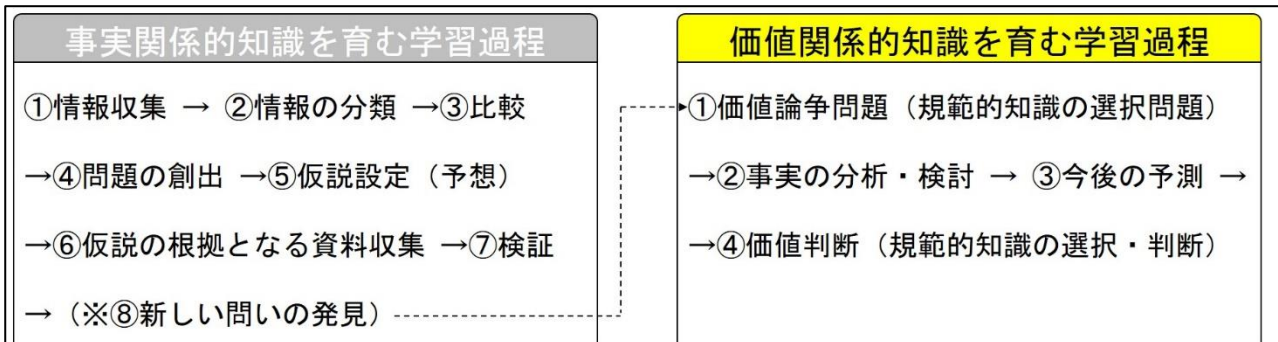 事実関係的知識を育む学習過程
①情報収集 → ②情報の分類 →③比較
→④問題の創出 →⑤仮説設定（予想）
→⑥仮説の根拠となる資料収集 →⑦検証
→（※⑧新しい問いの発見）
価値関係的知識を育む学習過程
①価値論争問題（規範的知識の選択問題）
→②事実の分析・検討 → ③今後の予測 →
→④価値判断（規範的知識の選択・判断）